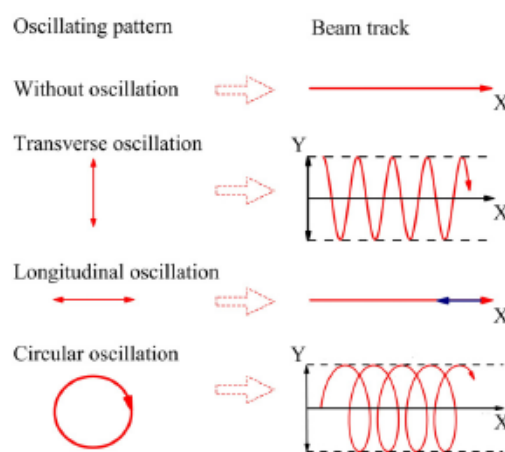 Oscillating pattern Beam track
Without oscillation
X
Transverse oscillation
Y
X
Longitudinal oscillation
X
Circular oscillation
Y
X